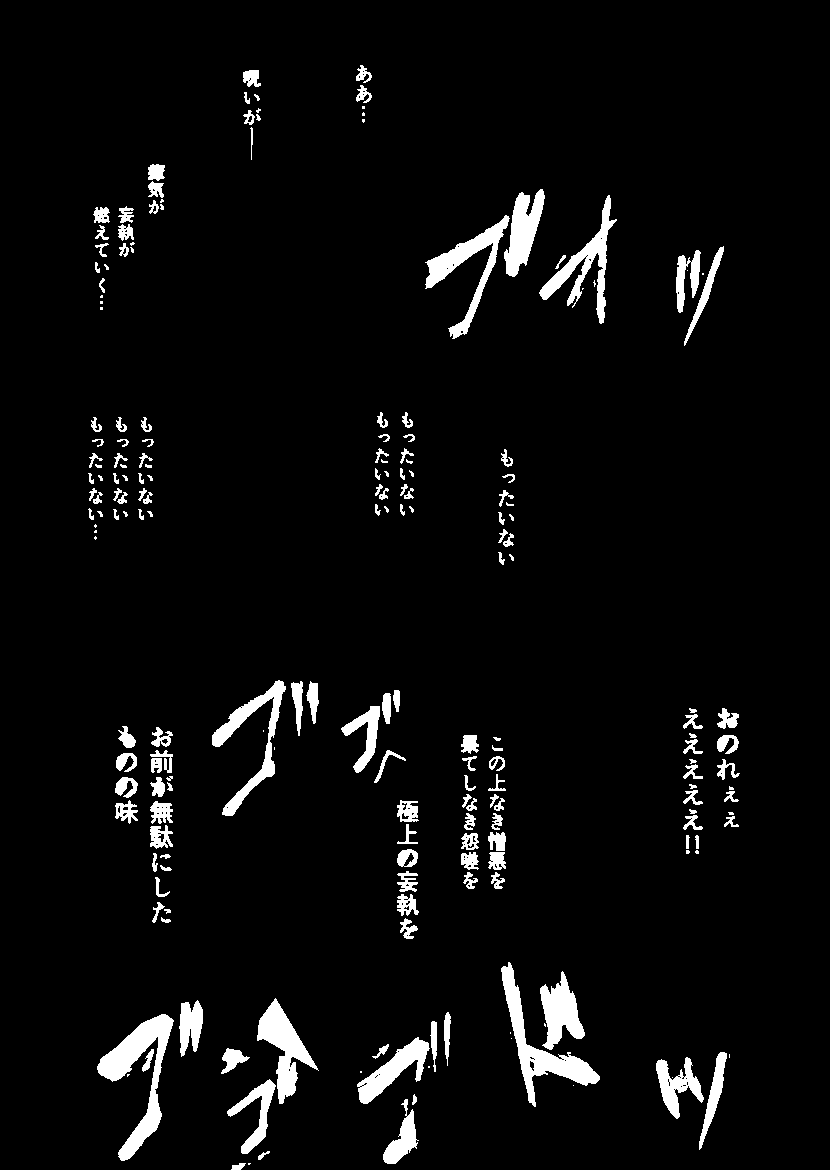 ああ…
呪いが―
瘴気が
妄執が
燃えていく…
ブオッ
もったいない
もったいない
もったいない
もったいない
もったいない
もったいない…
おのれぇぇ
えええええ!!
この上なき憎悪を
果てしなき怨嗟を
極上の妄執を
お前が無駄にした
ものの味
ゴゴ
ドッ
ゴゴゴ